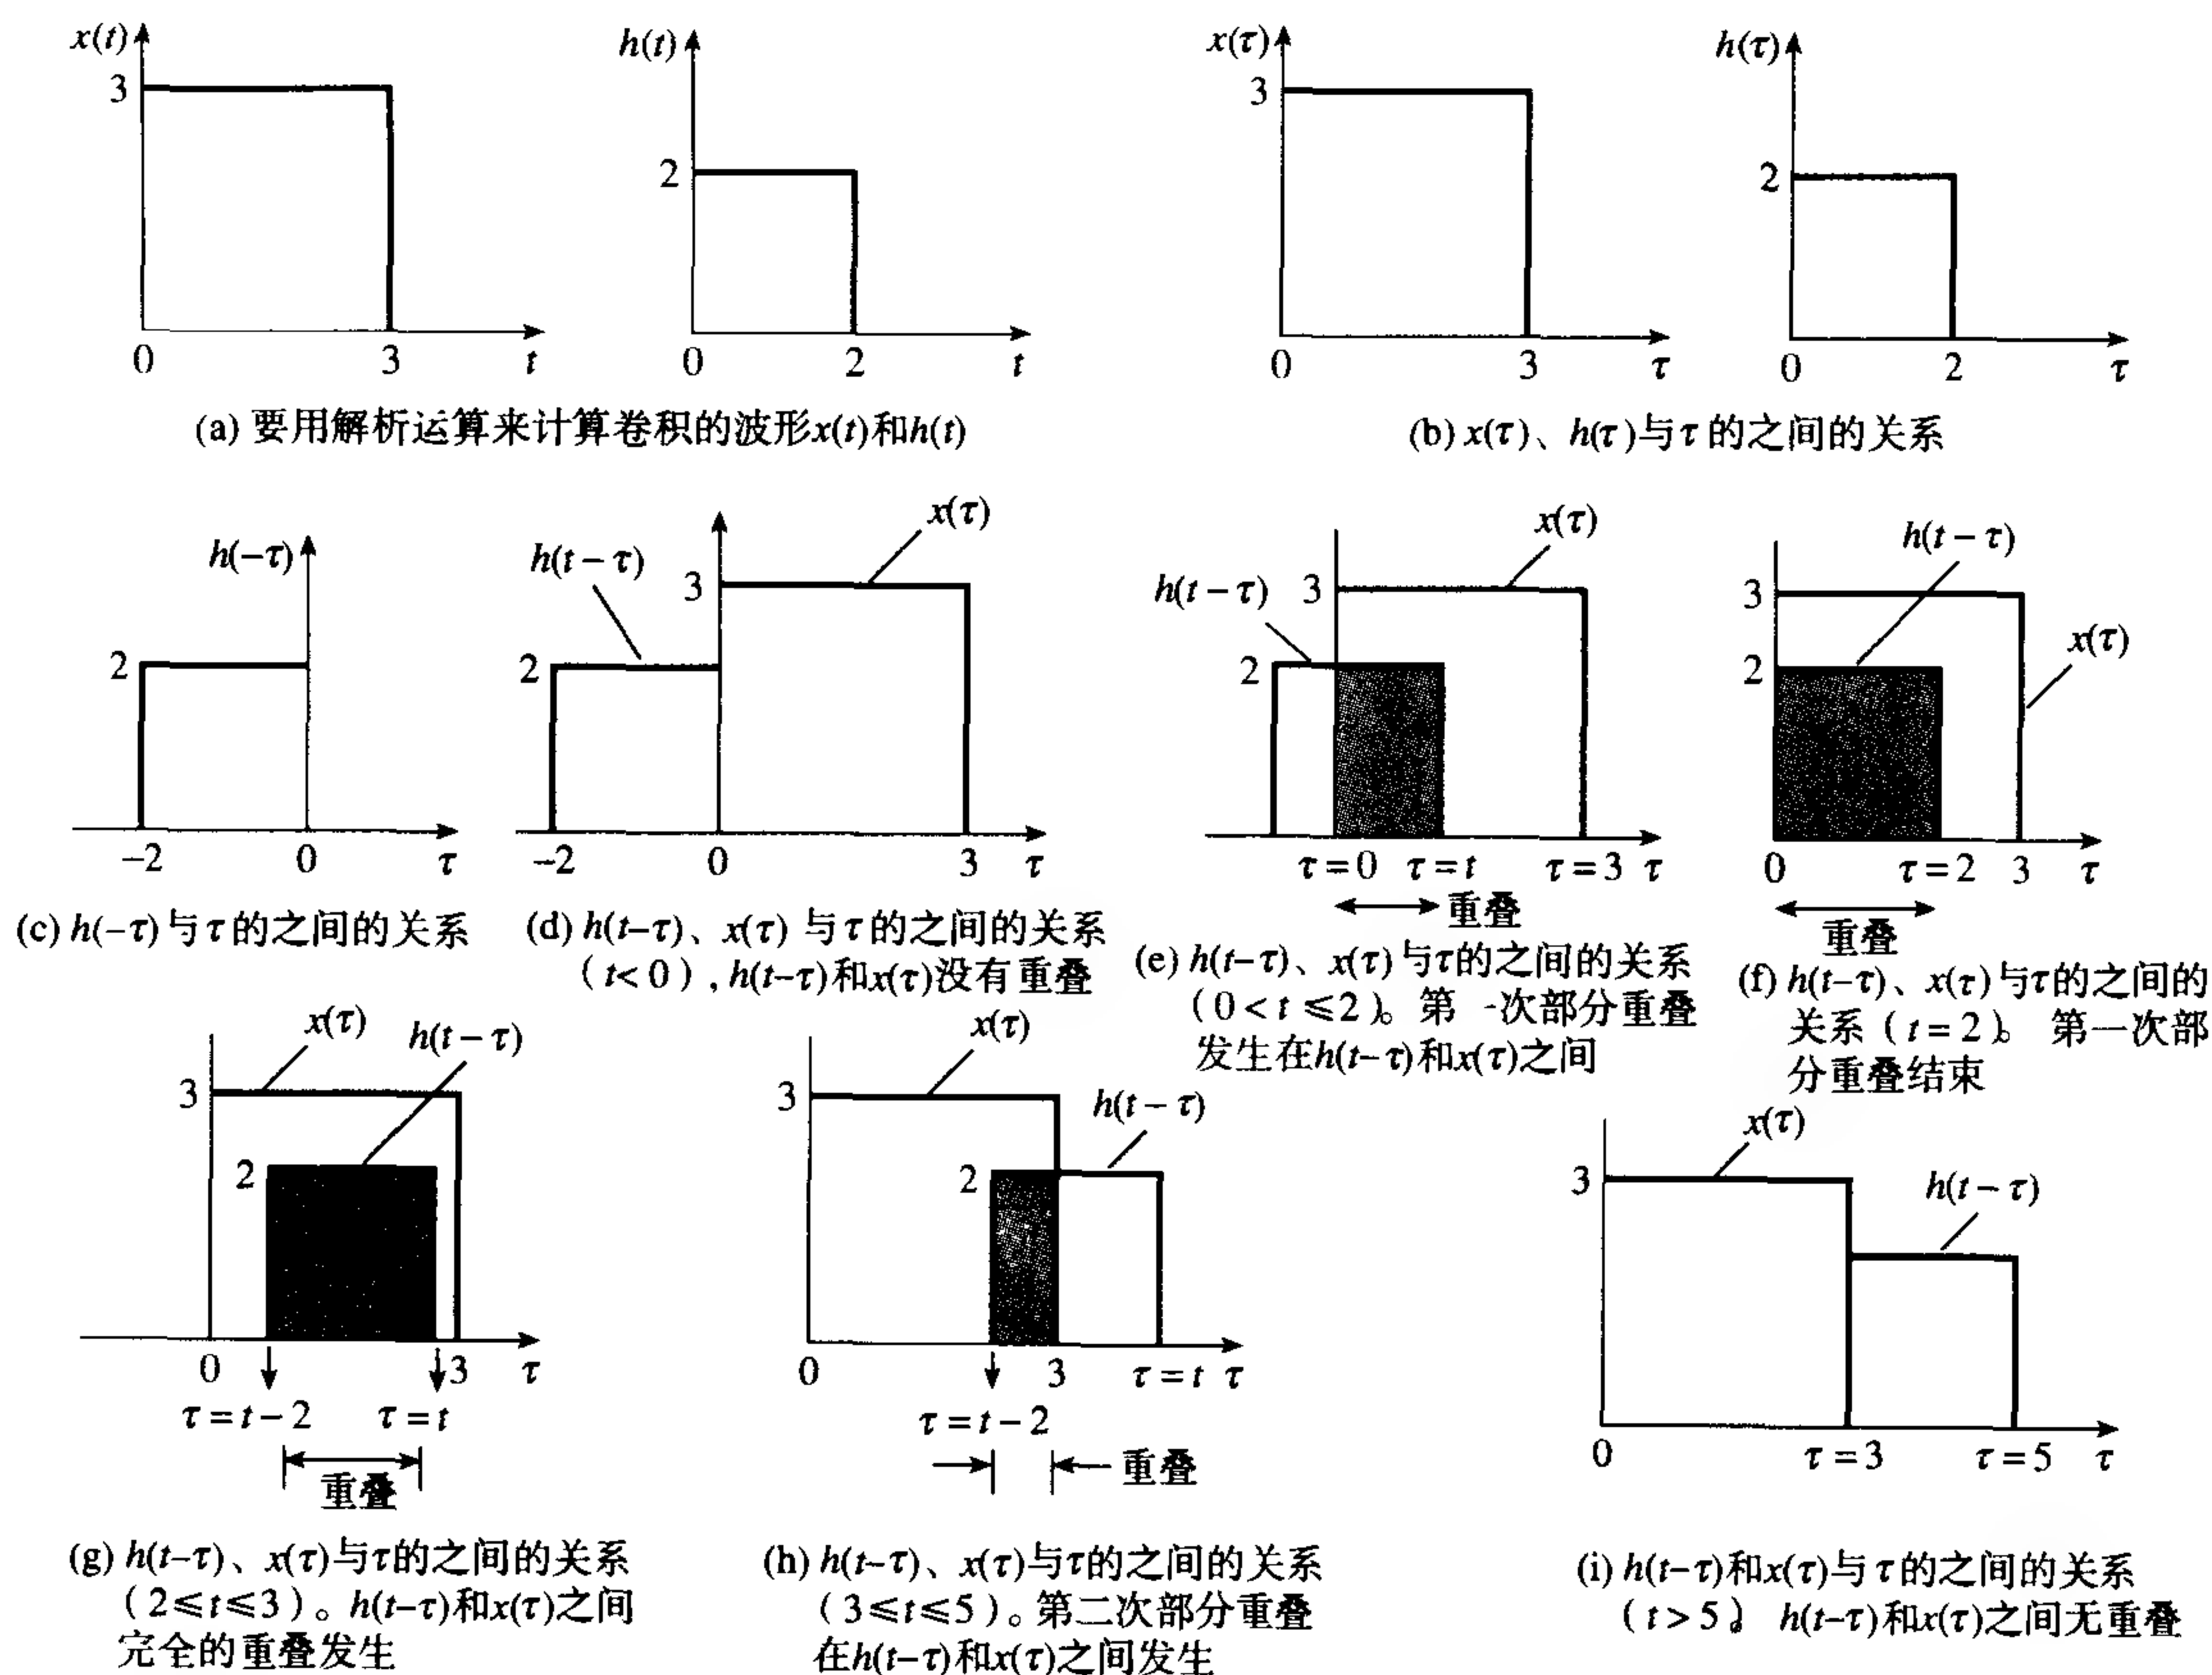 x(t)
3
0
3
t
h(t)
2
0
2
t
(a) 要用解析运算来计算卷积的波形x(t)和h(t)
x(τ)
3
0
3
τ
h(τ)
2
0
2
τ
(b) x(τ)、h(τ)与τ的之间的关系
h(−τ)
2
−2
0
τ
(c) h(−τ)与τ的之间的关系
h(t−τ)
x(τ)
3
2
−2
0
3
τ
(d) h(t−τ)、x(τ) 与τ的之间的关系
(t<0), h(t−τ)和x(τ)没有重叠
x(τ)
h(t−τ)
3
2
τ=0
τ=t
τ=3
τ
重叠
(e) h(t−τ)、x(τ)与τ的之间的关系
(0<t≤2)。第一次部分重叠
发生在h(t−τ)和x(τ)之间
h(t−τ)
3
x(τ)
2
0
τ=2
3
τ
重叠
(f) h(t−τ)、x(τ)与τ的之间的
关系(t=2)。第一次部
分重叠结束
x(τ)
h(t−τ)
3
2
0
3
τ
τ=t−2
τ=t
重叠
(g) h(t−τ)、x(τ)与τ的之间的关系
(2≤t≤3)。h(t−τ)和x(τ)之间
完全的重叠发生
x(τ)
3
h(t−τ)
2
0
3
τ=t
τ
τ=t−2
重叠
(h) h(t−τ)、x(τ)与τ的之间的关系
(3≤t≤5)。第二次部分重叠
在h(t−τ)和x(τ)之间发生
x(τ)
3
h(t−τ)
0
τ=3
τ=5
τ
(i) h(t−τ)和x(τ)与τ的之间的关系
(t>5)。h(t−τ)和x(τ)之间无重叠